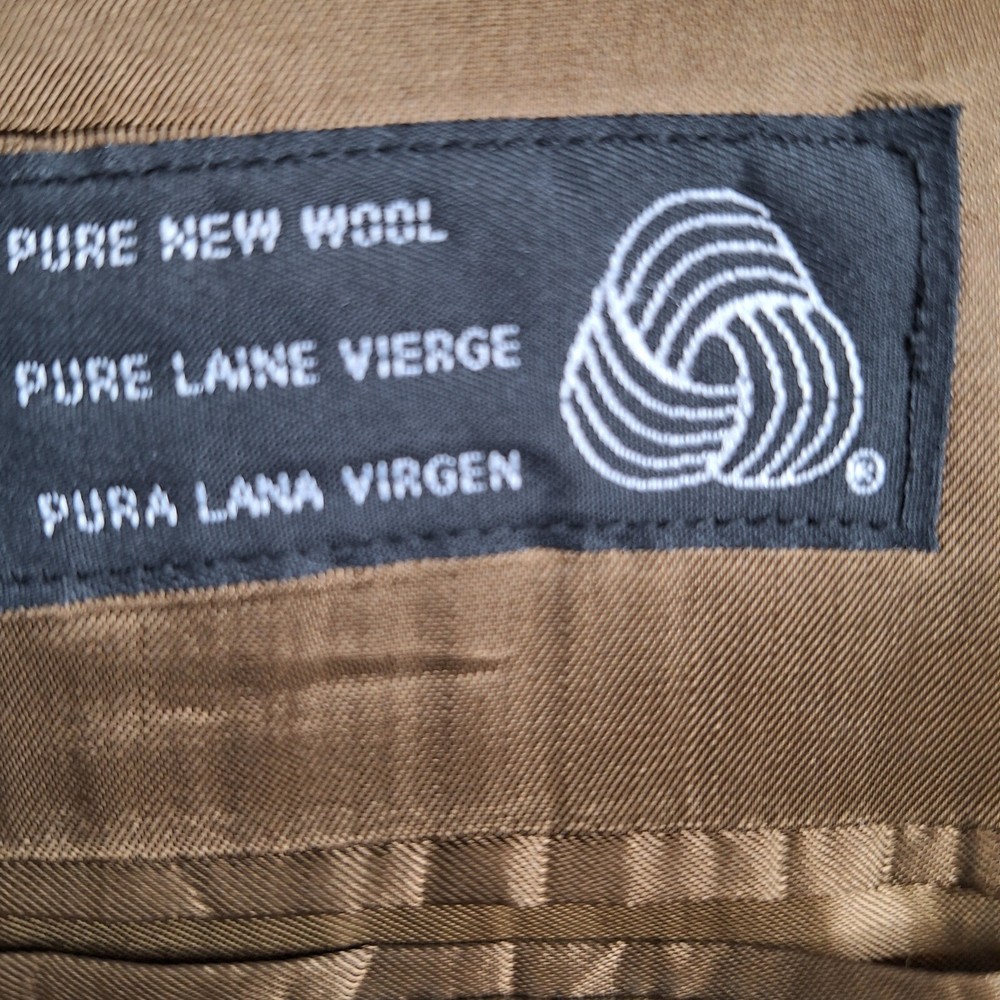 PURE NEW WOOL
PURE LAINE VIERGE
PURA LANA VIRGEN
®